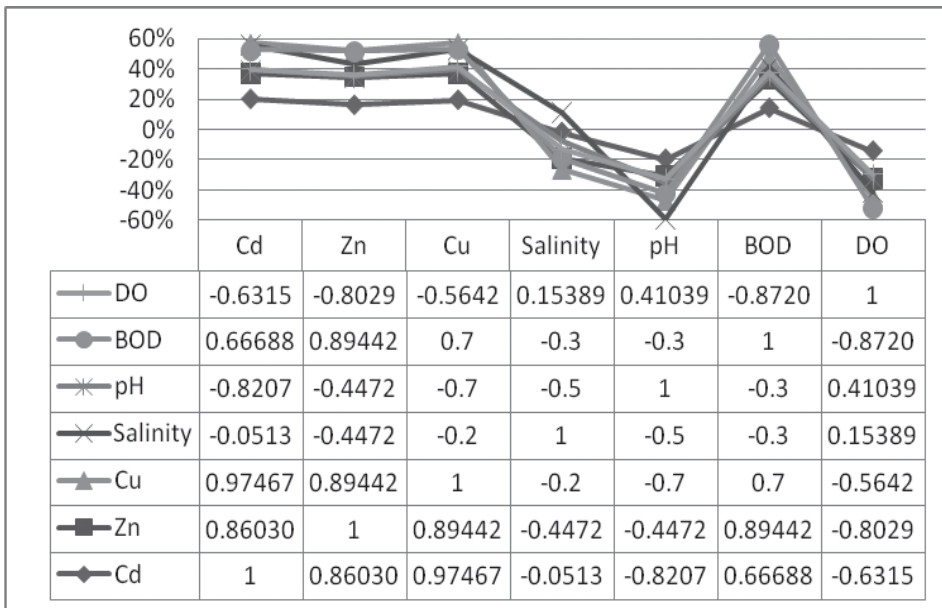 60%
40%
20%
0%
-20%
-40%
-60%
Cd Zn Cu Salinity pH BOD DO
DO -0.6315 -0.8029 -0.5642 0.15389 0.41039 -0.8720 1
BOD 0.66688 0.89442 0.7 -0.3 -0.3 1 -0.8720
pH -0.8207 -0.4472 -0.7 -0.5 1 -0.3 0.41039
Salinity -0.0513 -0.4472 -0.2 1 -0.5 -0.3 0.15389
Cu 0.97467 0.89442 1 -0.2 -0.7 0.7 -0.5642
Zn 0.86030 1 0.89442 -0.4472 -0.4472 0.89442 -0.8029
Cd 1 0.86030 0.97467 -0.0513 -0.8207 0.66688 -0.6315